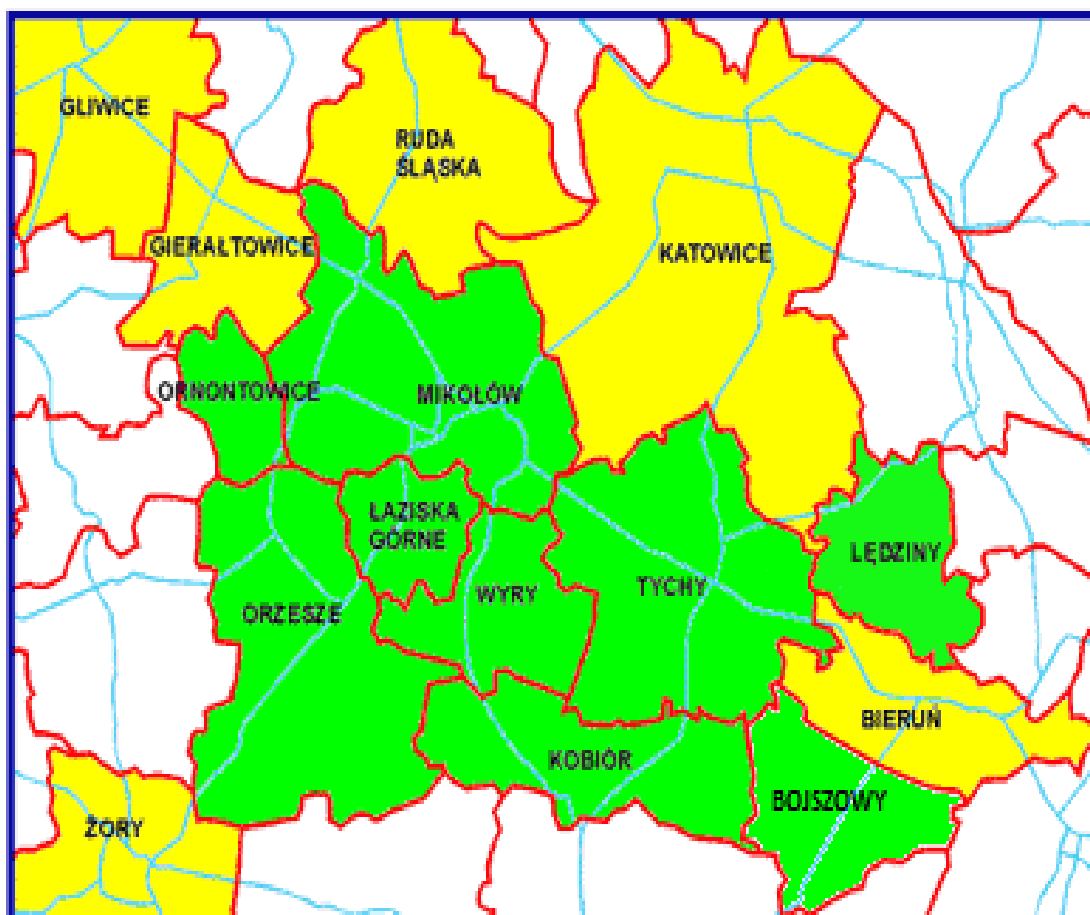 GLIWICE
RUDA
ŚLĄSKA
GIERAŁTOWICE
KATOWICE
ORNONTOWICE
MIKOŁÓW
ŁAZISKA
GÓRNE
LĘDZINY
WYRY
TYCHY
ORZESZE
BIERUŃ
KOBIÓR
BOJSZOWY
ŻORY